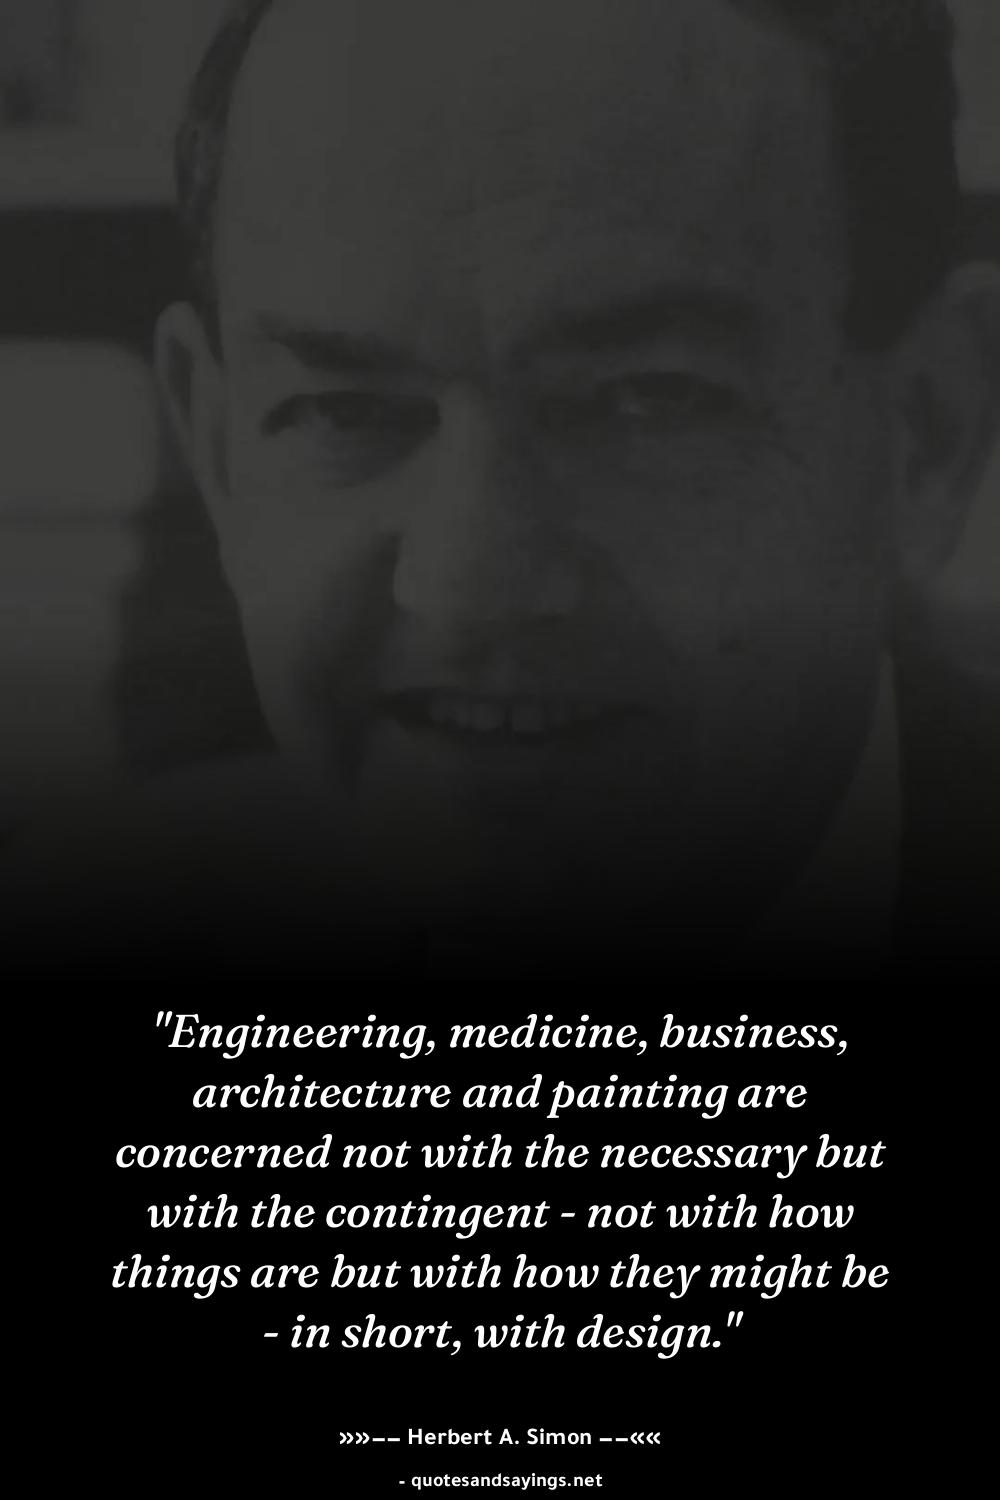 "Engineering, medicine, business,
architecture and painting are
concerned not with the necessary but
with the contingent - not with how
things are but with how they might be
- in short, with design."
»»−− Herbert A. Simon −−««
- quotesandsayings.net